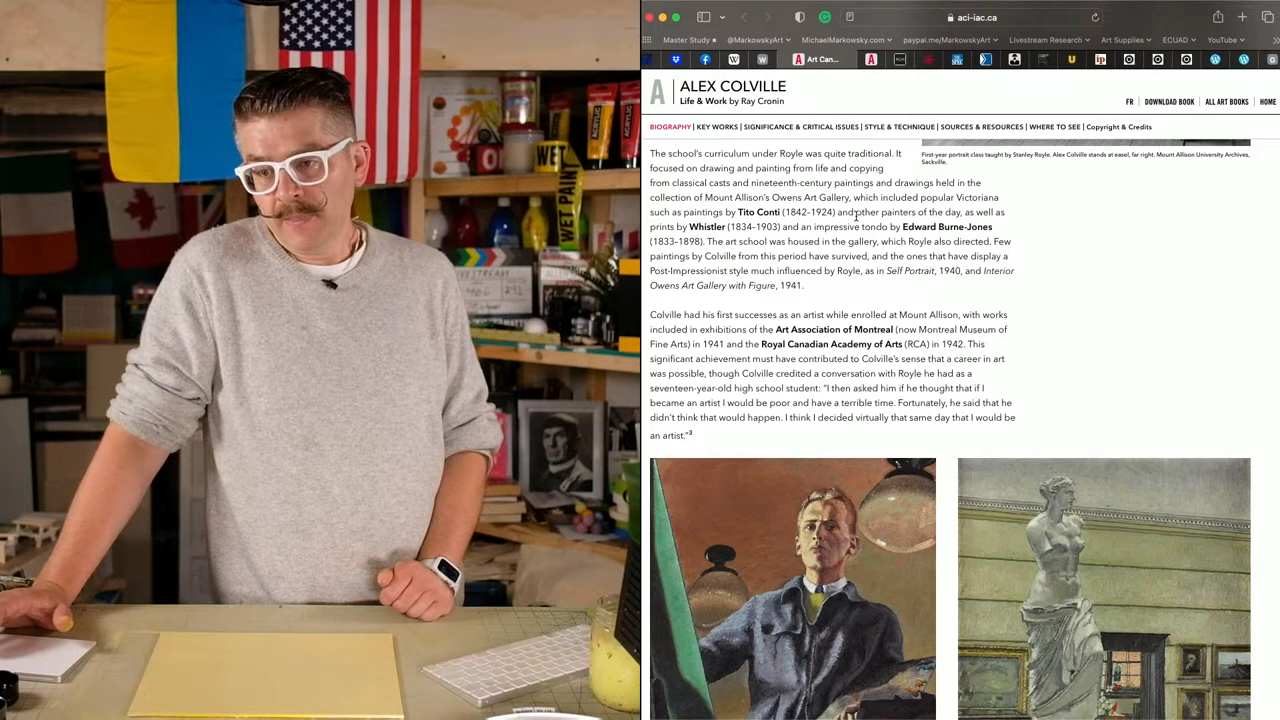 WET PAINT
WET PAINT
ACRYLIC
ACRYLIC
aci-iac.ca
Master Study
@MarkowskyArt
MichaelMarkowsky.com
paypal.me/MarkowskyArt
Livestream Research
Art Supplies
ECUAD
YouTube
Art Can...
A ALEX COLVILLE
Life & Work by Ray Cronin
FR | DOWNLOAD BOOK | ALL ART BOOKS | HOME
BIOGRAPHY | KEY WORKS | SIGNIFICANCE & CRITICAL ISSUES | STYLE & TECHNIQUE | SOURCES & RESOURCES | WHERE TO SEE | Copyright & Credits
First-year portrait class taught by Stanley Royle. Alex Colville stands at easel, far right. Mount Allison University Archives,
Sackville.
The school's curriculum under Royle was quite traditional. It
focused on drawing and painting from life and copying
from classical casts and nineteenth-century paintings and drawings held in the
collection of Mount Allison's Owens Art Gallery, which included popular Victoriana
such as paintings by Tito Conti (1842–1924) and other painters of the day, as well as
prints by Whistler (1834–1903) and an impressive tondo by Edward Burne-Jones
(1833–1898). The art school was housed in the gallery, which Royle also directed. Few
paintings by Colville from this period have survived, and the ones that have display a
Post-Impressionist style much influenced by Royle, as in Self Portrait, 1940, and Interior
Owens Art Gallery with Figure, 1941.
Colville had his first successes as an artist while enrolled at Mount Allison, with works
included in exhibitions of the Art Association of Montreal (now Montreal Museum of
Fine Arts) in 1941 and the Royal Canadian Academy of Arts (RCA) in 1942. This
significant achievement must have contributed to Colville's sense that a career in art
was possible, though Colville credited a conversation with Royle he had as a
seventeen-year-old high school student: "I then asked him if he thought that if I
became an artist I would be poor and have a terrible time. Fortunately, he said that he
didn't think that would happen. I think I decided virtually that same day that I would be
an artist."3